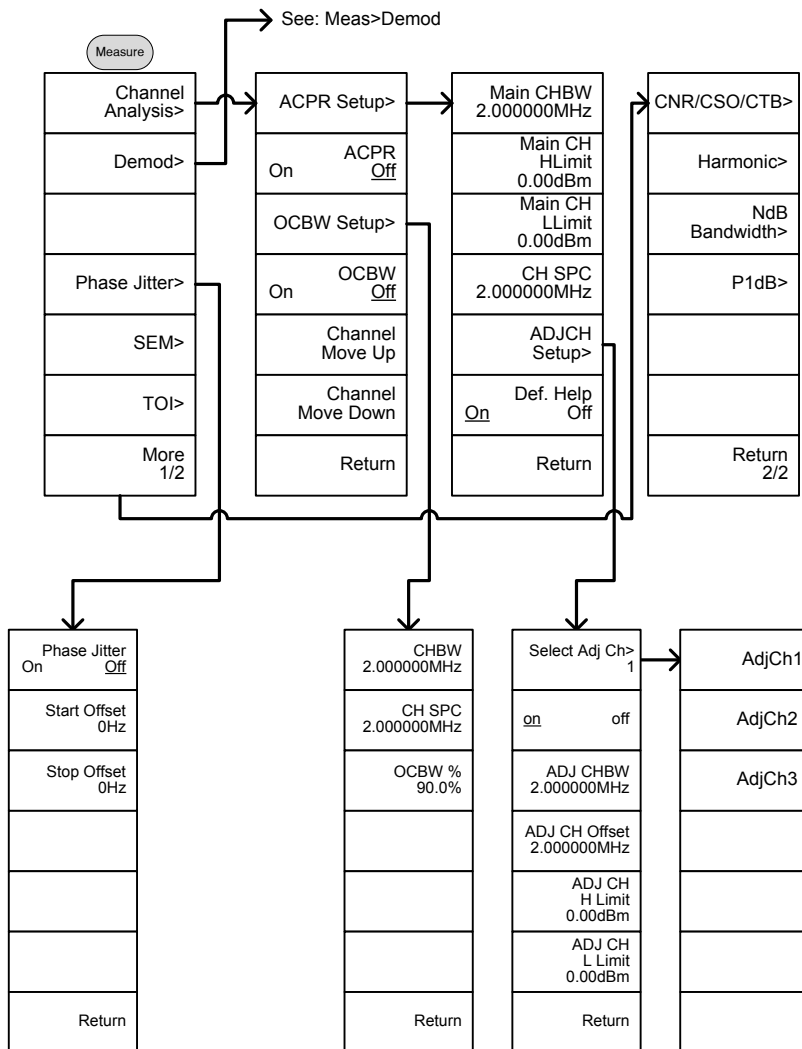 See: Meas>Demod
Measure
Channel
Analysis>
Demod>
Phase Jitter>
SEM>
TOI>
More
1/2
ACPR Setup>
ACPR
On Off
OCBW Setup>
OCBW
On Off
Channel
Move Up
Channel
Move Down
Return
Main CHBW
2.000000MHz
Main CH
HLimit
0.00dBm
Main CH
LLimit
0.00dBm
CH SPC
2.000000MHz
ADJCH
Setup>
Def. Help
On Off
Return
CNR/CSO/CTB>
Harmonic>
NdB
Bandwidth>
P1dB>
Return
2/2
Phase Jitter
On Off
Start Offset
0Hz
Stop Offset
0Hz
Return
CHBW
2.000000MHz
CH SPC
2.000000MHz
OCBW %
90.0%
Return
Select Adj Ch>
1
on off
ADJ CHBW
2.000000MHz
ADJ CH Offset
2.000000MHz
ADJ CH
H Limit
0.00dBm
ADJ CH
L Limit
0.00dBm
Return
AdjCh1
AdjCh2
AdjCh3